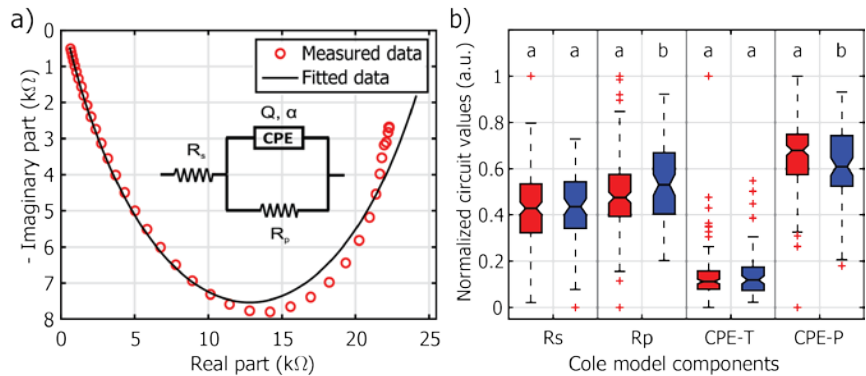 a)
- Imaginary part (kΩ)
0
1
2
3
4
5
6
7
8
Measured data
Fitted data
Q, α
CPE
Rs
Rp
0 5 10 15 20 25
Real part (kΩ)
b)
Normalized circuit values (a.u.)
a a a b a a a b
1
0.8
0.6
0.4
0.2
0
Rs Rp CPE-T CPE-P
Cole model components